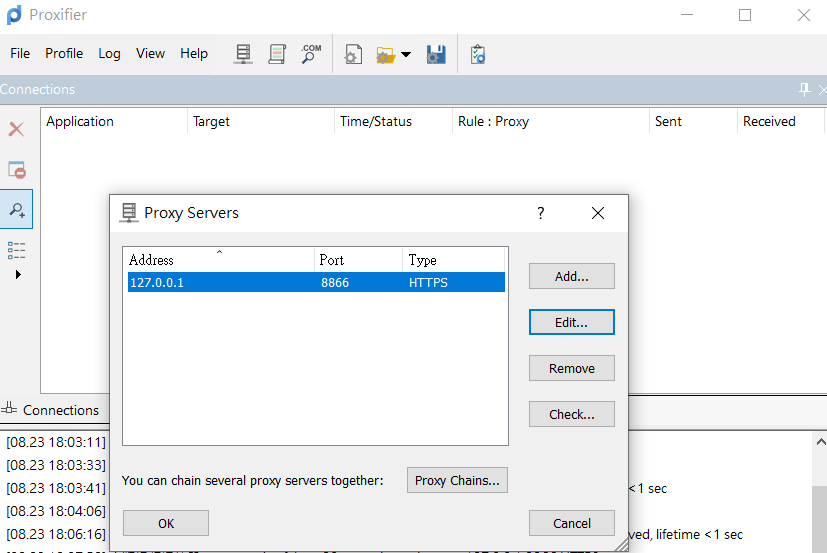 Proxifier
File Profile Log View Help .COM
Connections
Application Target Time/Status Rule : Proxy Sent Received
Proxy Servers ?
Address Port Type
127.0.0.1 8866 HTTPS
Add...
Edit...
Remove
Check...
You can chain several proxy servers together: Proxy Chains...
OK Cancel
Connections
[08.23 18:03:11]
[08.23 18:03:33]
[08.23 18:03:41] <1 sec
[08.23 18:04:06]
[08.23 18:06:16] ved, lifetime <1 sec